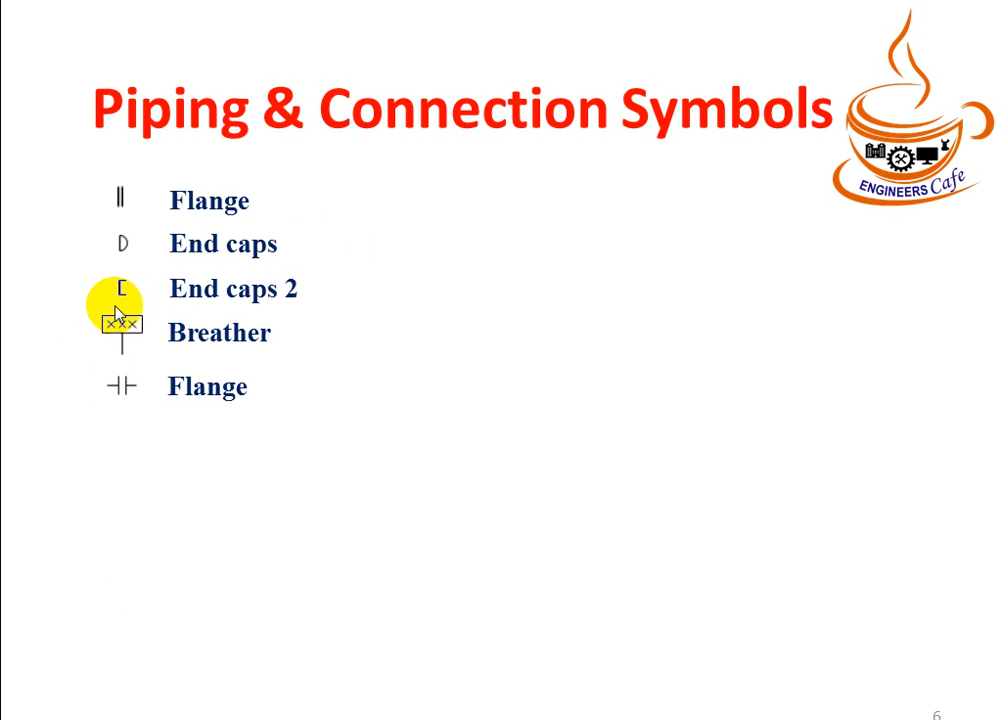 Piping & Connection Symbols
ENGINEERS Cafe
Flange
End caps
End caps 2
×××
Breather
Flange
6